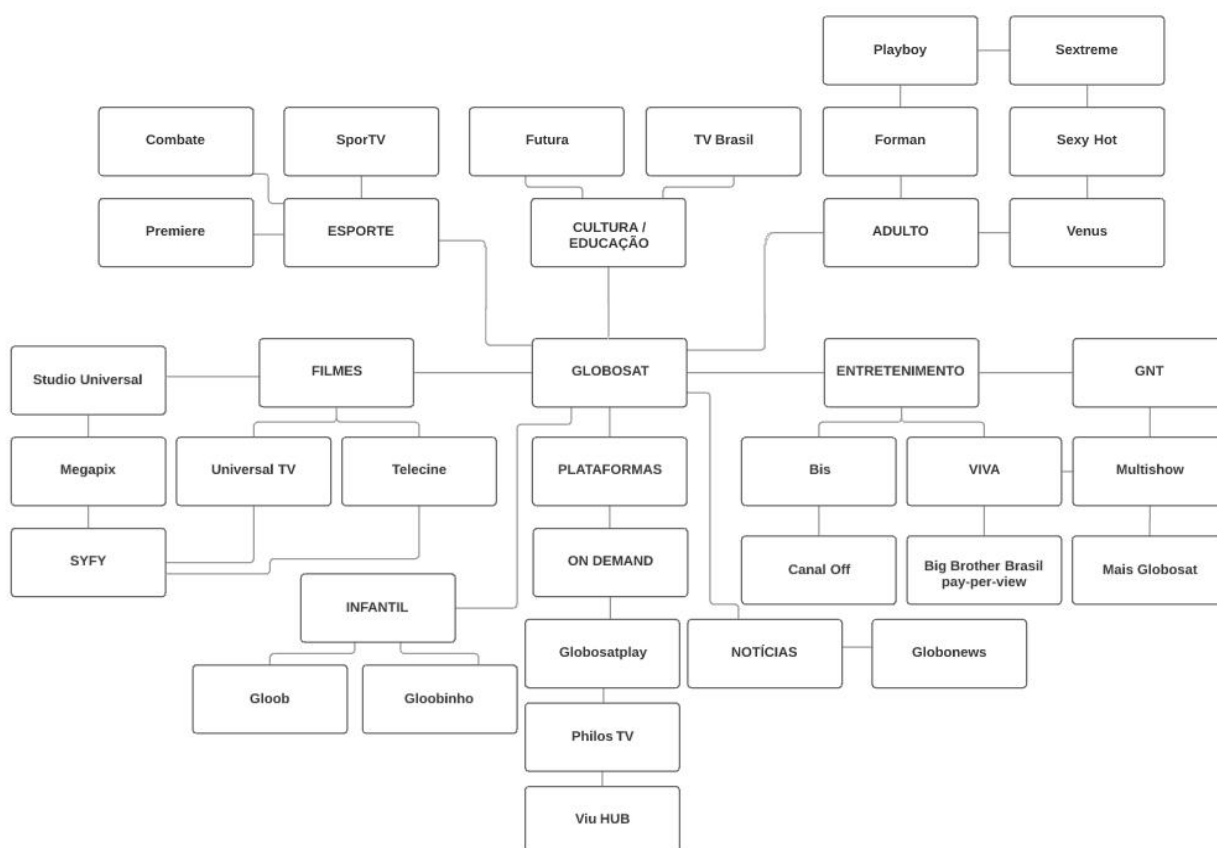 Playboy
Sextreme
Combate
SporTV
Futura
TV Brasil
Forman
Sexy Hot
Premiere
ESPORTE
CULTURA /
EDUCAÇÃO
ADULTO
Venus
Studio Universal
FILMES
GLOBOSAT
ENTRETENIMENTO
GNT
Megapix
Universal TV
Telecine
PLATAFORMAS
Bis
VIVA
Multishow
SYFY
ON DEMAND
Canal Off
Big Brother Brasil
pay-per-view
Mais Globosat
INFANTIL
Globosatplay
NOTÍCIAS
Globonews
Gloob
Gloobinho
Philos TV
Viu HUB